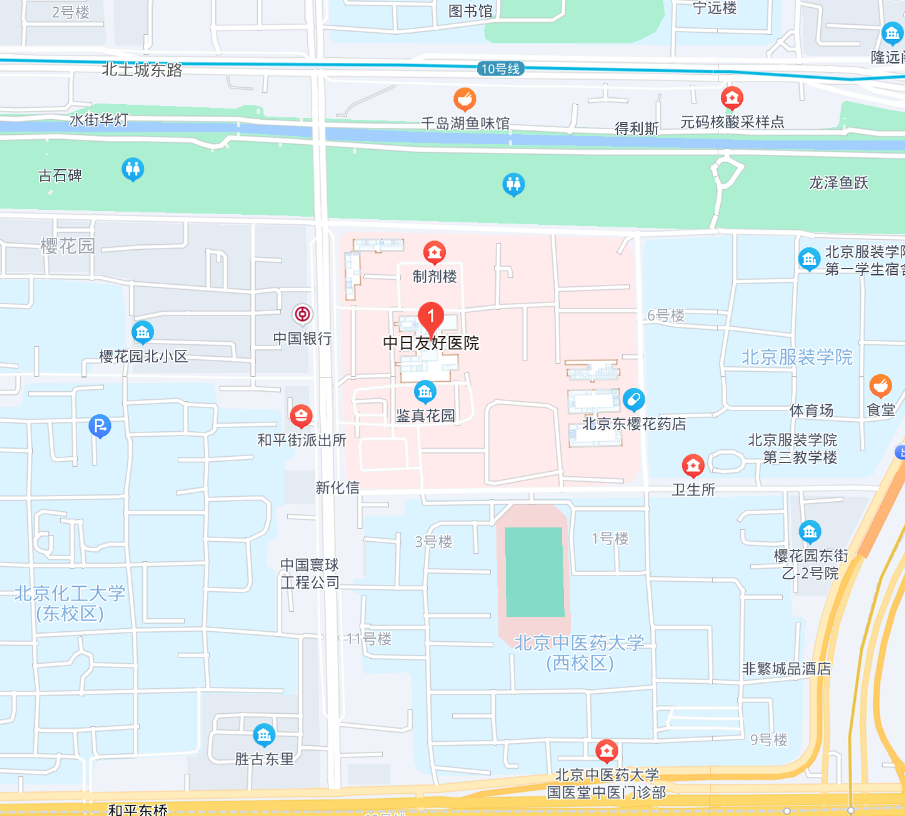 2号楼
图书馆
宁远楼
隆远
北土城东路
10号线
千岛湖鱼味馆
元码核酸采样点
水街华灯
得利斯
古石碑
龙泽鱼跃
樱花园
制剂楼
北京服装学院
第一学生宿舍
中国银行
1
6号楼
中日友好医院
樱花园北小区
北京服装学院
鉴真花园
体育场
食堂
P
和平街派出所
北京东樱花药店
北京服装学院
第三教学楼
新化信
卫生所
3号楼
1号楼
樱花园东街
乙-2号院
中国寰球
工程公司
北京化工大学
(东校区)
11号楼
北京中医药大学
(西校区)
非繁城品酒店
9号楼
胜古东里
北京中医药大学
国医堂中医门诊部
和平东桥